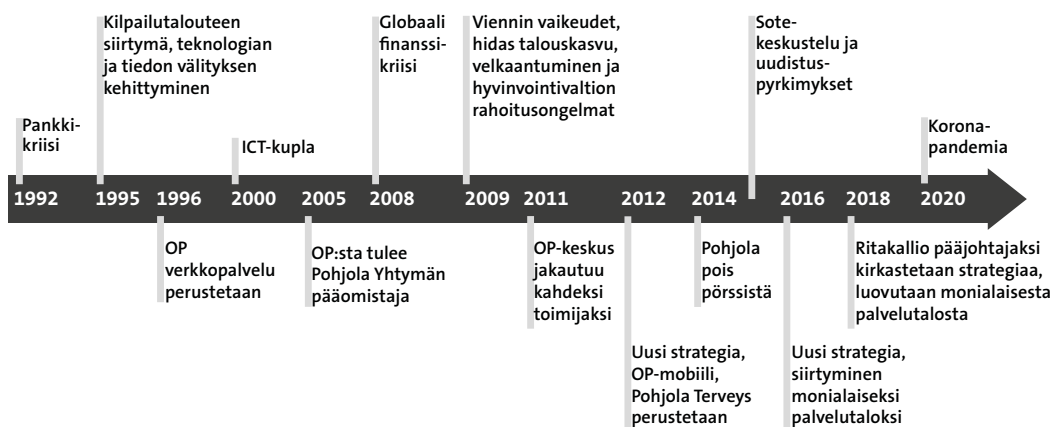 Kilpailutalouteen
siirtymä, teknologian
ja tiedon välityksen
kehittyminen
Globaali
finanssi-
kriisi
Viennin vaikeudet,
hidas talouskasvu,
velkaantuminen ja
hyvinvointivaltion
rahoitusongelmat
Sote-
keskustelu ja
uudistus-
pyrkimykset
Pankki-
kriisi
ICT-kupla
Korona-
pandemia
1992 1995 1996 2000 2005 2008 2009 2011 2012 2014 2016 2018 2020
OP
verkkopalvelu
perustetaan
OP:sta tulee
Pohjola Yhtymän
pääomistaja
OP-keskus
jakautuu
kahdeksi
toimijaksi
Pohjola
pois
pörssistä
Ritakallio pääjohtajaksi
kirkastetaan strategiaa,
luovutaan monialaisesta
palvelutalosta
Uusi strategia,
OP-mobiili,
Pohjola Terveys
perustetaan
Uusi strategia,
siirtyminen
monialaiseksi
palvelutaloksi